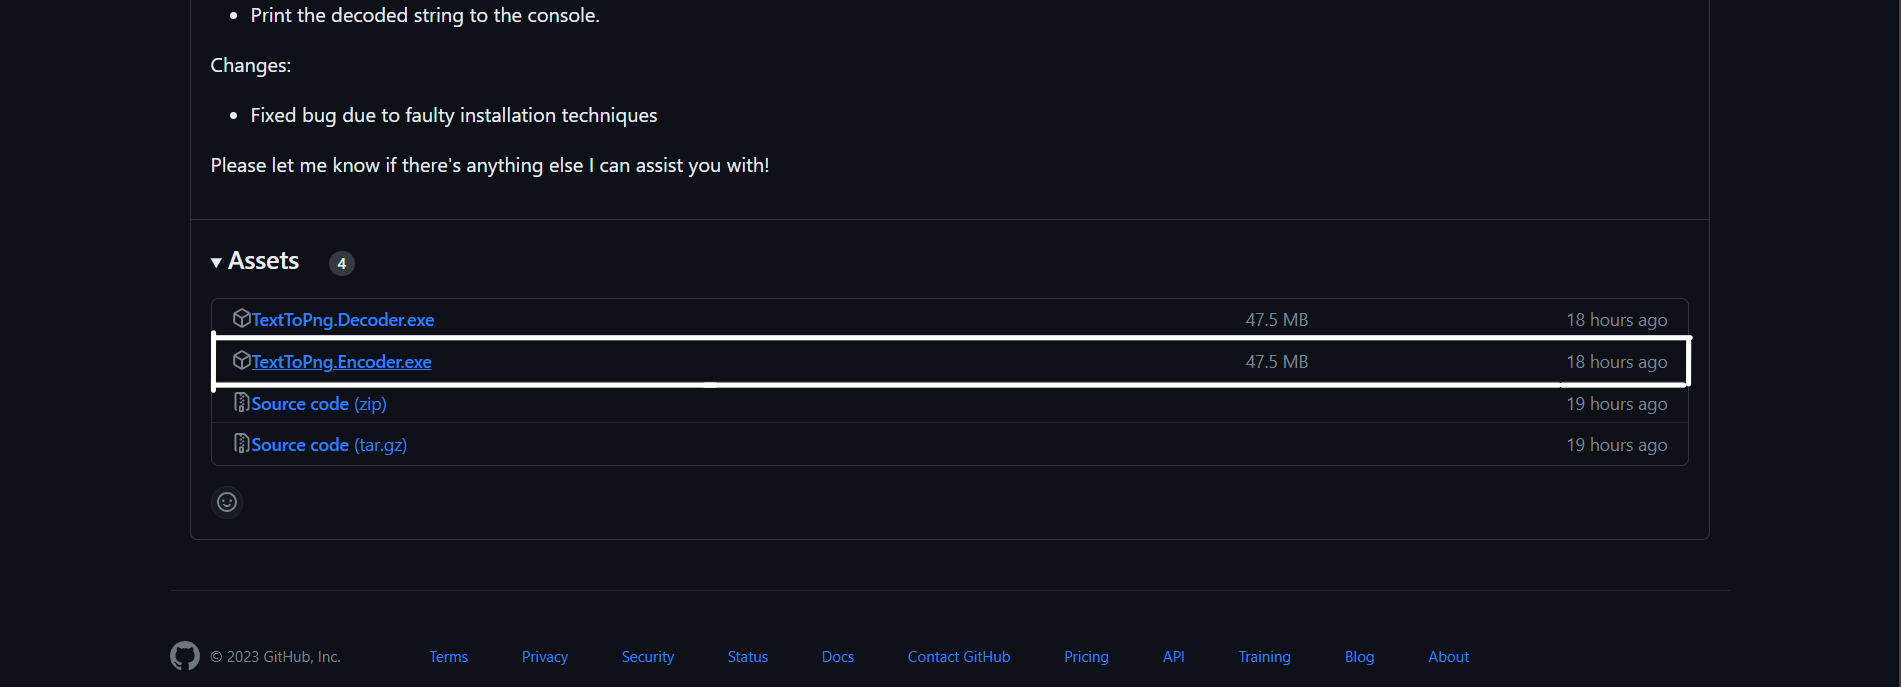 • Print the decoded string to the console.
Changes:
• Fixed bug due to faulty installation techniques
Please let me know if there's anything else I can assist you with!
Assets 4
TextToPng.Decoder.exe 47.5 MB 18 hours ago
TextToPng.Encoder.exe 47.5 MB 18 hours ago
Source code (zip) 19 hours ago
Source code (tar.gz) 19 hours ago
© 2023 GitHub, Inc. Terms Privacy Security Status Docs Contact GitHub Pricing API Training Blog About